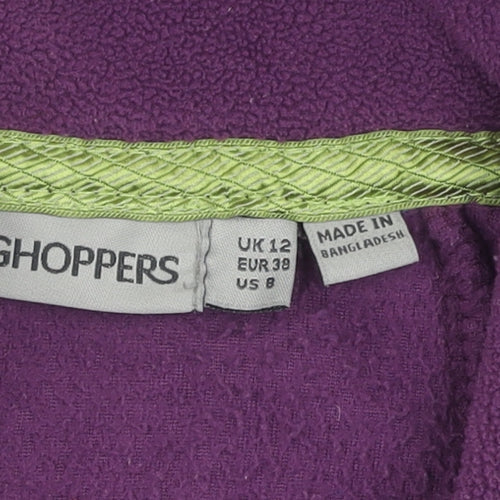 GHOPPERS
UK 12
EUR 38
US 8
MADE IN
BANGLADESH